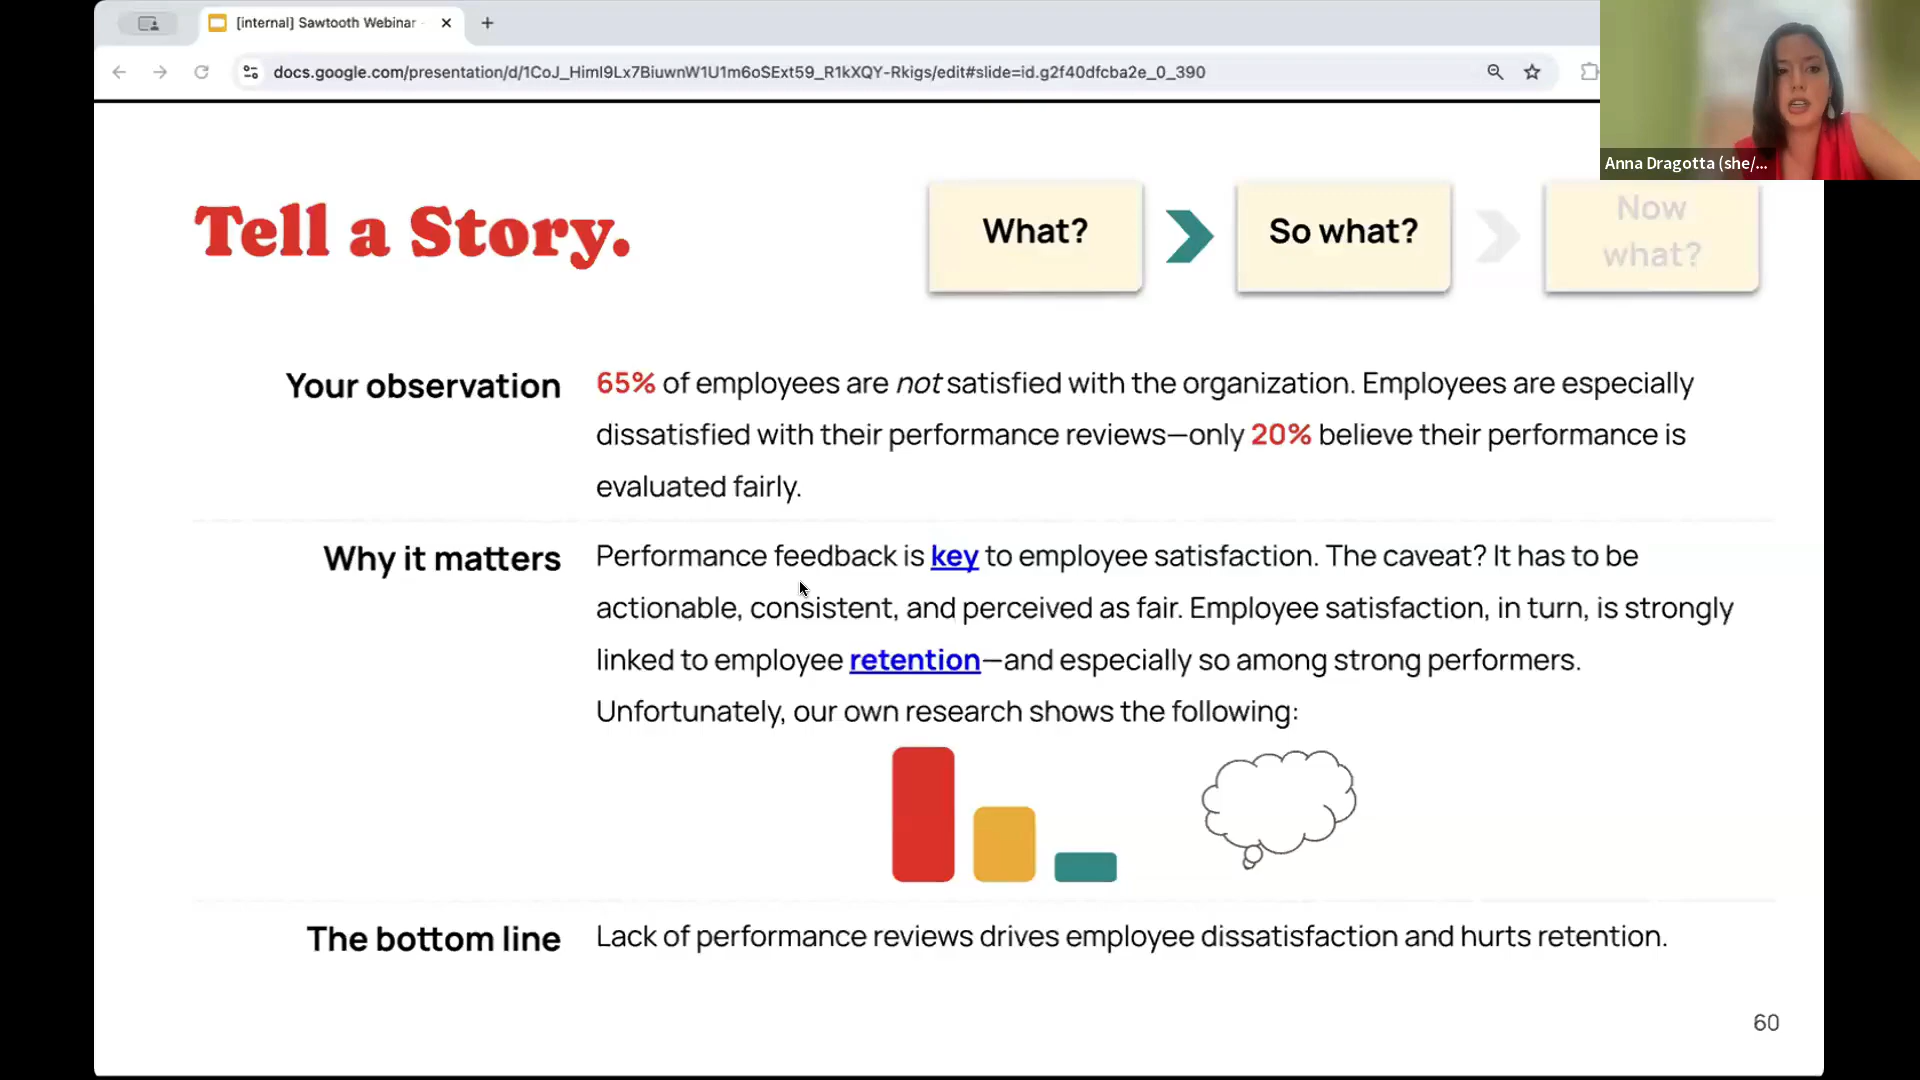 [internal] Sawtooth Webinar
docs.google.com/presentation/d/1CoJ_HimI9Lx7BiuwnW1U1m6oSExt59_R1kXQY-Rkigs/edit#slide=id.g2f40dfcba2e_0_390
Anna Dragotta (she/...
Tell a Story.
What?
So what?
Now
what?
Your observation
65% of employees are not satisfied with the organization. Employees are especially
dissatisfied with their performance reviews—only 20% believe their performance is
evaluated fairly.
Why it matters
Performance feedback is key to employee satisfaction. The caveat? It has to be
actionable, consistent, and perceived as fair. Employee satisfaction, in turn, is strongly
linked to employee retention—and especially so among strong performers.
Unfortunately, our own research shows the following:
The bottom line
Lack of performance reviews drives employee dissatisfaction and hurts retention.
60